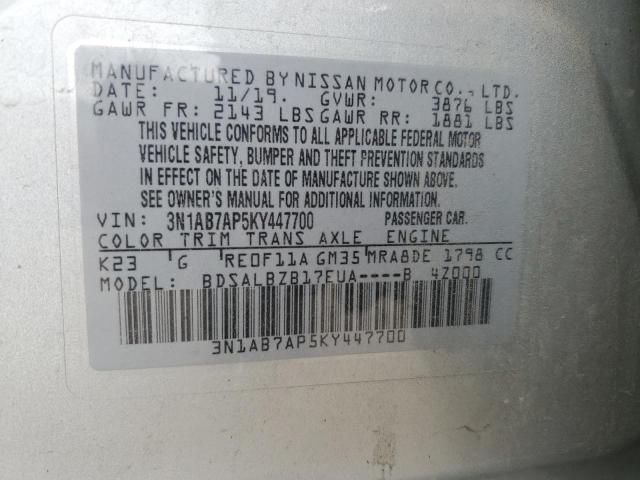 MANUFACTURED BY NISSAN MOTOR CO., LTD.
DATE: 11/19. GVWR: 3876 LBS
GAWR FR: 2143 LBS GAWR RR: 1881 LBS
THIS VEHICLE CONFORMS TO ALL APPLICABLE FEDERAL MOTOR
VEHICLE SAFETY, BUMPER AND THEFT PREVENTION STANDARDS
IN EFFECT ON THE DATE OF MANUFACTURE SHOWN ABOVE.
SEE OWNER'S MANUAL FOR ADDITIONAL INFORMATION.
VIN: 3N1AB7AP5KY447700 PASSENGER CAR.
COLOR TRIM TRANS AXLE ENGINE
K23 G RE0F11A GM35 MRA8DE 1798 CC
MODEL: BDSALBZB17EUA----B 4Z000
3N1AB7AP5KY447700